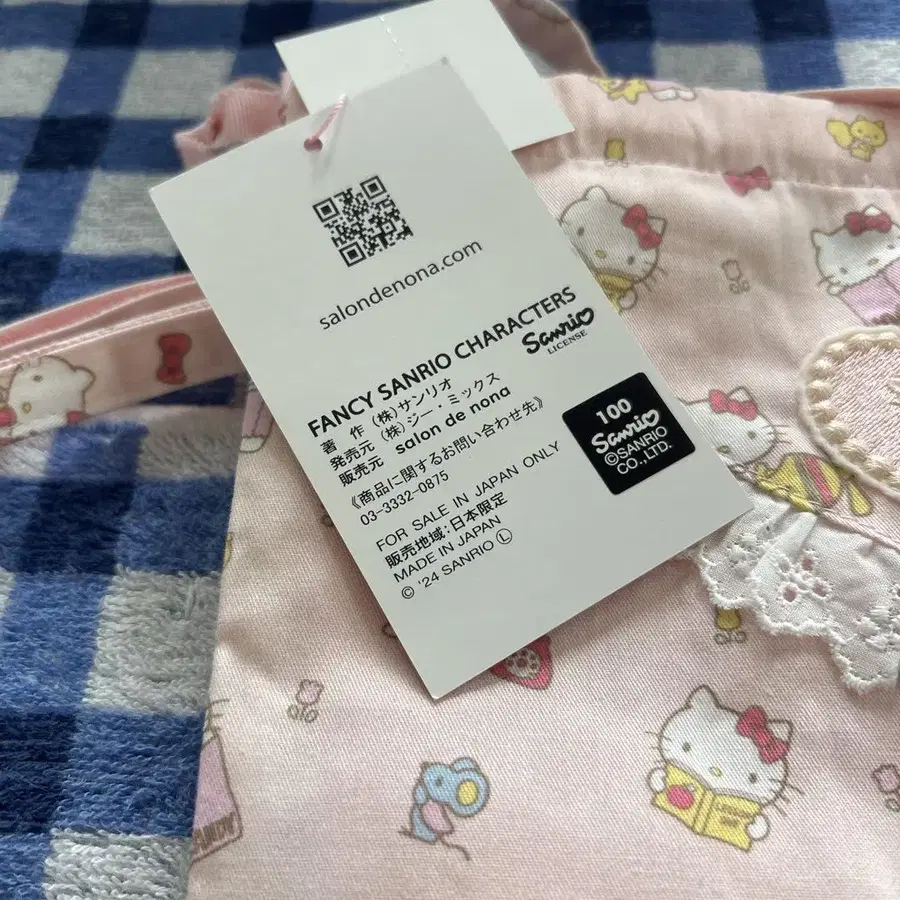 salondenona.com
FANCY SANRIO CHARACTERS
著 作 (株)サンリオ
発売元 (株)ジー・ミックス
販売元 salon de nona
《商品に関するお問い合わせ先》
03-3332-0875
FOR SALE IN JAPAN ONLY
販売地域:日本限定
MADE IN JAPAN
© '24 SANRIO Ⓛ
Sanrio
LICENSE
100
Sanrio
©SANRIO
CO., LTD.